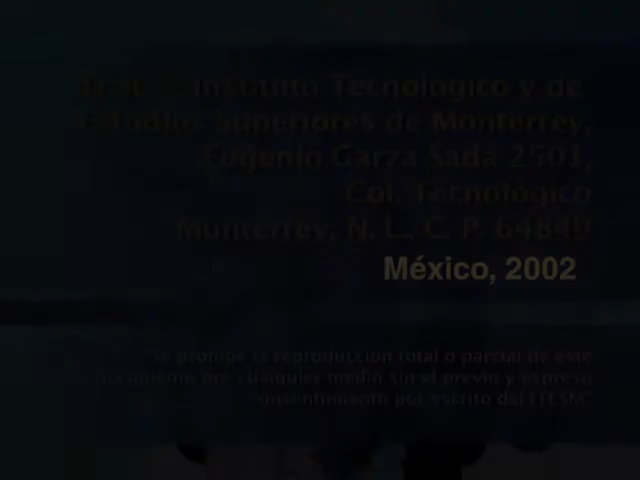 Instituto Tecnológico y de
Estudios Superiores de Monterrey,
Eugenio Garza Sada 2501,
Col. Tecnológico
Monterrey, N. L. C. P. 64849
México, 2002
"Se prohibe la reproducción total o parcial de este
documento por cualquier medio sin el previo y expreso
consentimiento por escrito del ITESM"